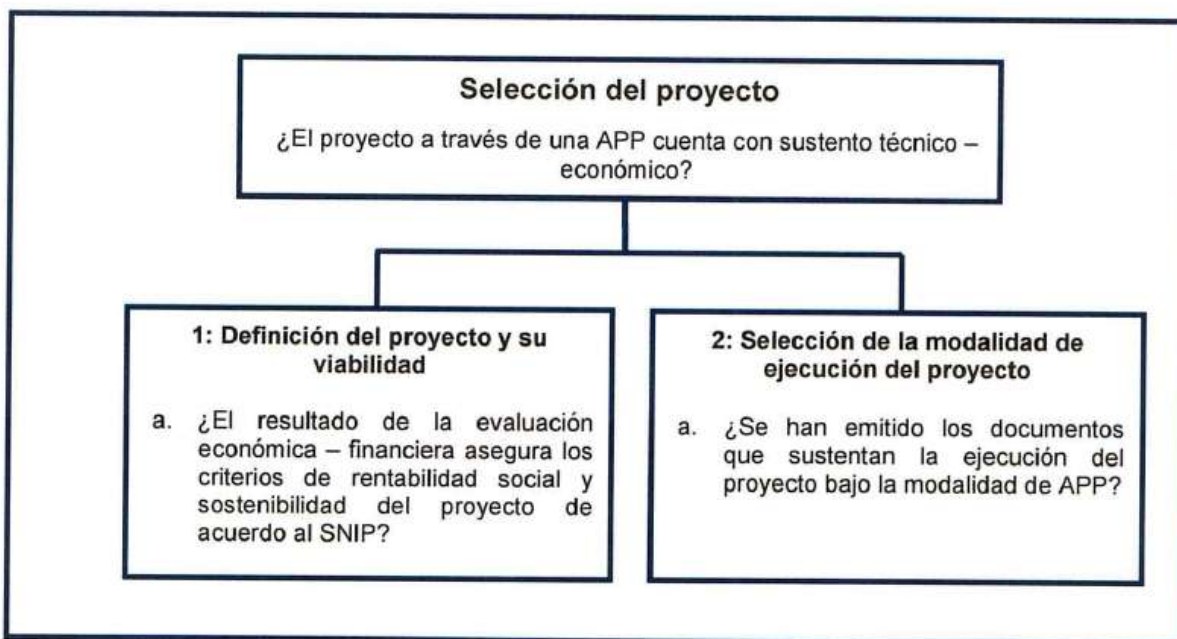 Selección del proyecto
¿El proyecto a través de una APP cuenta con sustento técnico –
económico?
1: Definición del proyecto y su
viabilidad
a. ¿El resultado de la evaluación
económica – financiera asegura los
criterios de rentabilidad social y
sostenibilidad del proyecto de
acuerdo al SNIP?
2: Selección de la modalidad de
ejecución del proyecto
a. ¿Se han emitido los documentos
que sustentan la ejecución del
proyecto bajo la modalidad de APP?